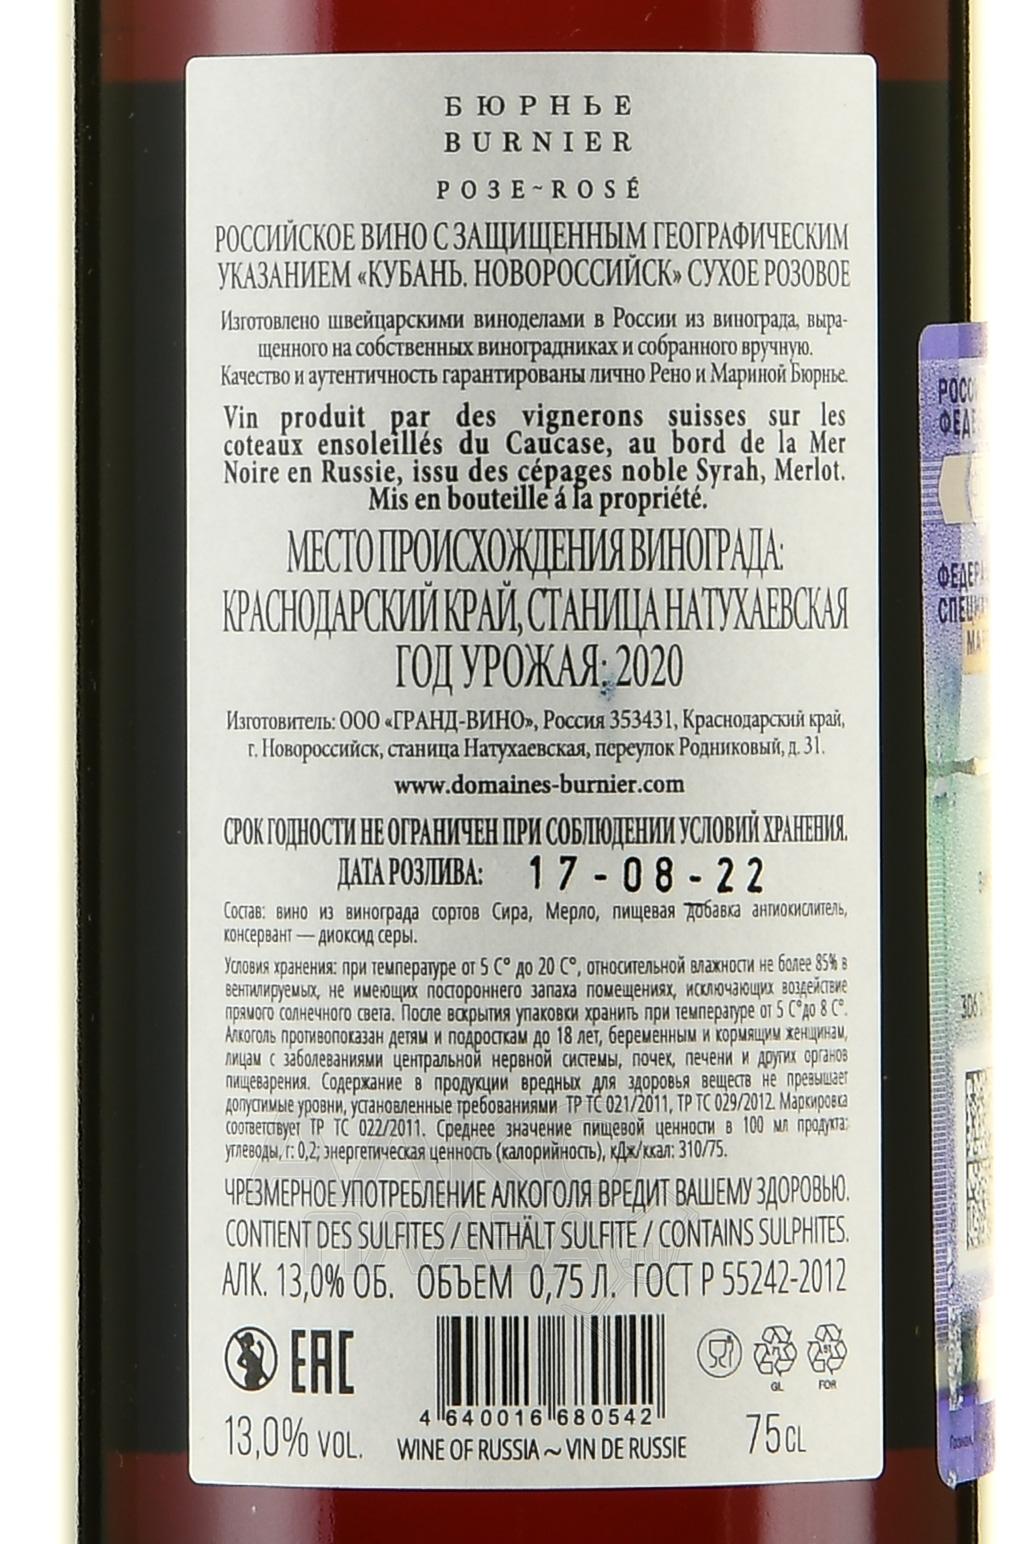 БЮРНЬЕ
BURNIER
РОЗЕ~ROSÉ
РОССИЙСКОЕ ВИНО С ЗАЩИЩЕННЫМ ГЕОГРАФИЧЕСКИМ
УКАЗАНИЕМ «КУБАНЬ. НОВОРОССИЙСК» СУХОЕ РОЗОВОЕ
Изготовлено швейцарскими виноделами в России из винограда, выра-
щенного на собственных виноградниках и собранного вручную.
Качество и аутентичность гарантированы лично Рено и Мариной Бюрнье.
Vin produit par des vignerons suisses sur les
coteaux ensoleillés du Caucase, au bord de la Mer
Noire en Russie, issu des cépages noble Syrah, Merlot.
Mis en bouteille á la propriété.
МЕСТО ПРОИСХОЖДЕНИЯ ВИНОГРАДА:
КРАСНОДАРСКИЙ КРАЙ, СТАНИЦА НАТУХАЕВСКАЯ
ГОД УРОЖАЯ: 2020
Изготовитель: ООО «ГРАНД-ВИНО», Россия 353431, Краснодарский край,
г. Новороссийск, станица Натухаевская, переулок Родниковый, д. 31.
www.domaines-burnier.com
СРОК ГОДНОСТИ НЕ ОГРАНИЧЕН ПРИ СОБЛЮДЕНИИ УСЛОВИЙ ХРАНЕНИЯ.
ДАТА РОЗЛИВА: 17-08-22
Состав: вино из винограда сортов Сира, Мерло, пищевая добавка антиокислитель,
консервант — диоксид серы.
Условия хранения: при температуре от 5 С° до 20 С°, относительной влажности не более 85% в
вентилируемых, не имеющих постороннего запаха помещениях, исключающих воздействие
прямого солнечного света. После вскрытия упаковки хранить при температуре от 5 С°до 8 С°.
Алкоголь противопоказан детям и подросткам до 18 лет, беременным и кормящим женщинам,
лицам с заболеваниями центральной нервной системы, почек, печени и других органов
пищеварения. Содержание в продукции вредных для здоровья веществ не превышает
допустимые уровни, установленные требованиями ТР ТС 021/2011, ТР ТС 029/2012. Маркировка
соответствует ТР ТС 022/2011. Среднее значение пищевой ценности в 100 мл продукта:
углеводы, г: 0,2; энергетическая ценность (калорийность), кДж/ккал: 310/75.
ЧРЕЗМЕРНОЕ УПОТРЕБЛЕНИЕ АЛКОГОЛЯ ВРЕДИТ ВАШЕМУ ЗДОРОВЬЮ.
CONTIENT DES SULFITES / ENTHÄLT SULFITE / CONTAINS SULPHITES.
АЛК. 13,0% ОБ. ОБЪЕМ 0,75 Л. ГОСТ Р 55242-2012
EAC
GL
FOR
4 640016 680542
13,0% VOL.
WINE OF RUSSIA ~ VIN DE RUSSIE
75CL